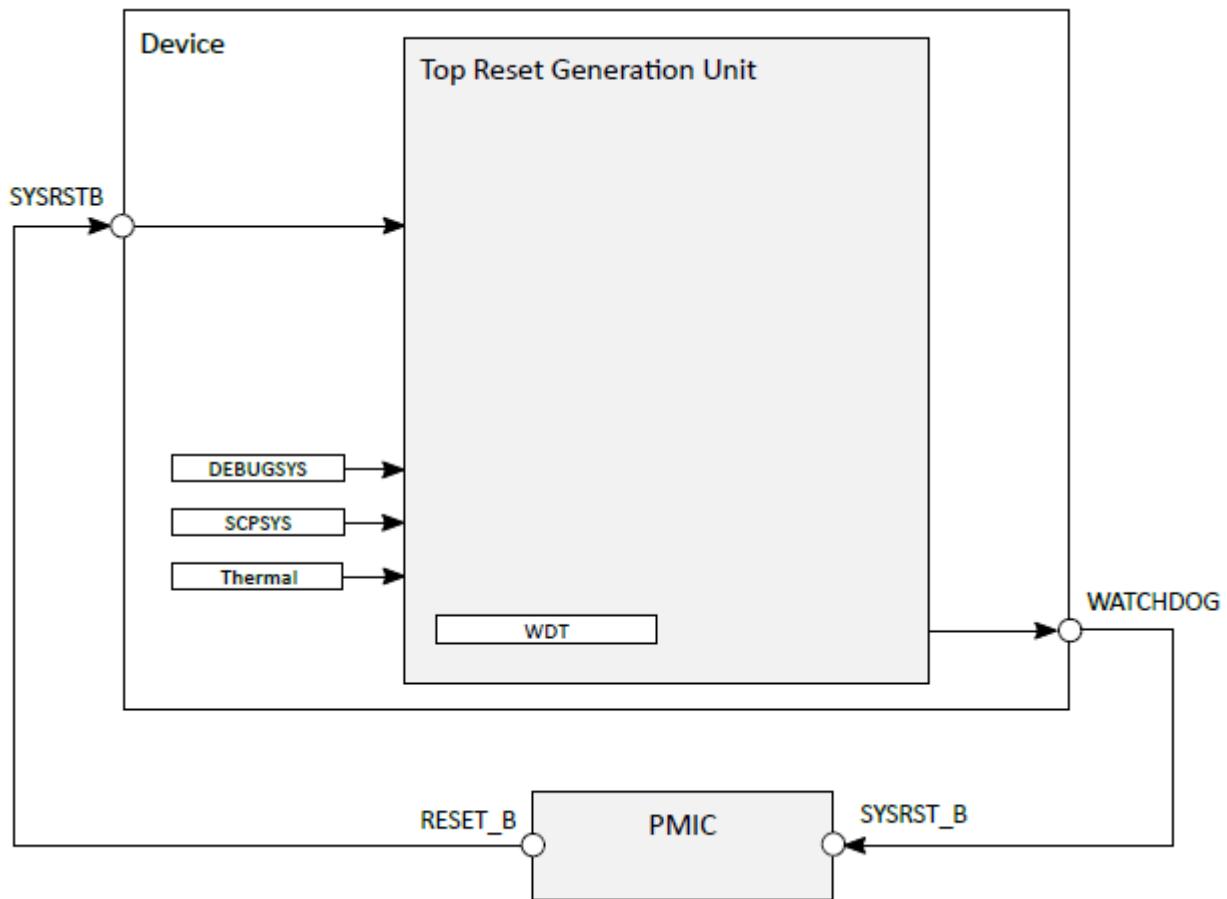 Device
Top Reset Generation Unit
SYSRSTB
DEBUGSYS
SCPSYS
Thermal
WDT
WATCHDOG
RESET_B
PMIC
SYSRST_B